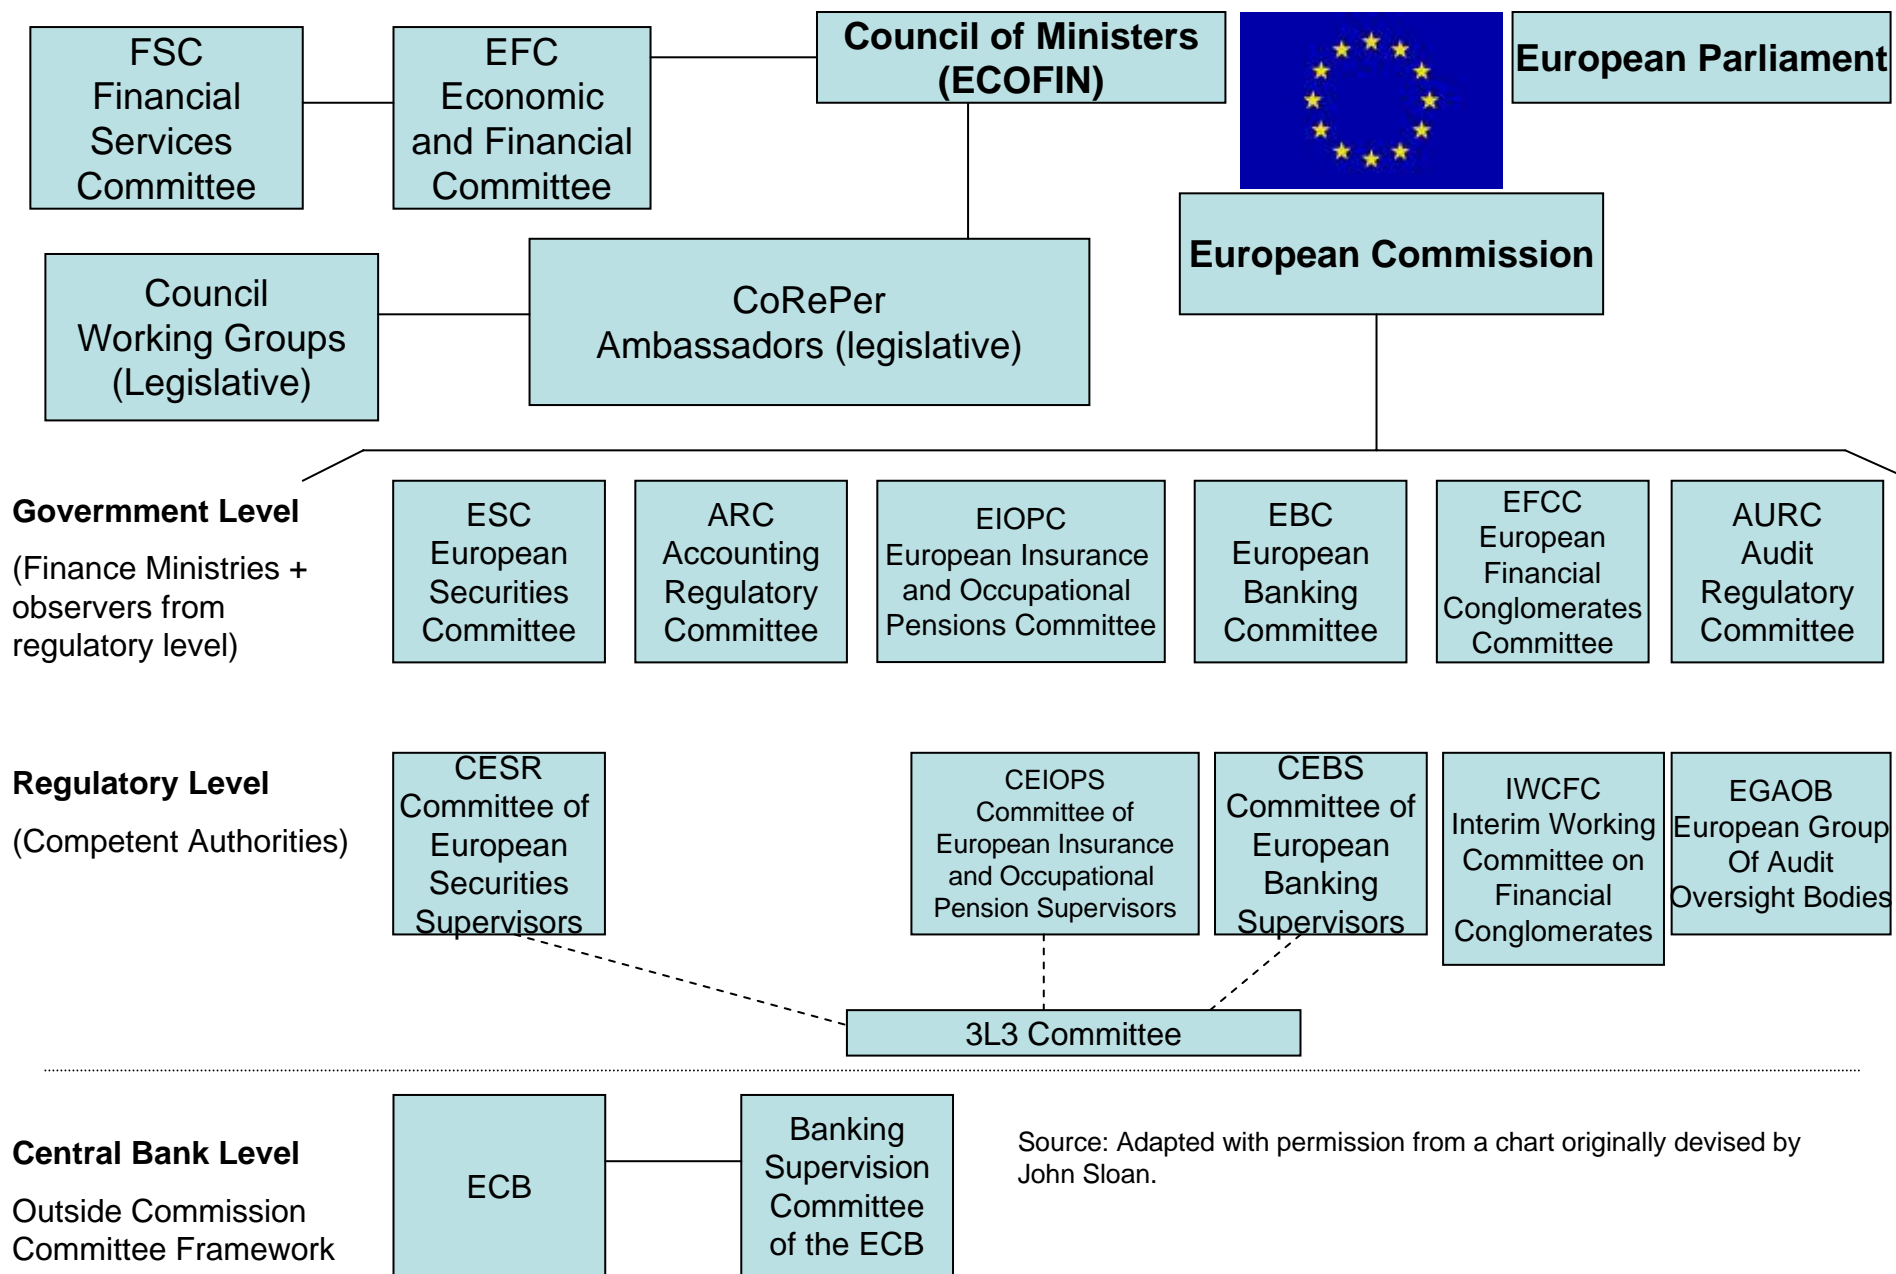 FSC
Financial
Services
Committee
EFC
Economic
and Financial
Committee
Council of Ministers
(ECOFIN)
European Parliament
European Commission
Council
Working Groups
(Legislative)
CoRePer
Ambassadors (legislative)
Govermment Level
(Finance Ministries +
observers from
regulatory level)
ESC
European
Securities
Committee
ARC
Accounting
Regulatory
Committee
EIOPC
European Insurance
and Occupational
Pensions Committee
EBC
European
Banking
Committee
EFCC
European
Financial
Conglomerates
Committee
AURC
Audit
Regulatory
Committee
Regulatory Level
(Competent Authorities)
CESR
Committee of
European
Securities
Supervisors
CEIOPS
Committee of
European Insurance
and Occupational
Pension Supervisors
CEBS
Committee of
European
Banking
Supervisors
IWCFC
Interim Working
Committee on
Financial
Conglomerates
EGAOB
European Group
Of Audit
Oversight Bodies
3L3 Committee
Central Bank Level
Outside Commission
Committee Framework
ECB
Banking
Supervision
Committee
of the ECB
Source: Adapted with permission from a chart originally devised by
John Sloan.